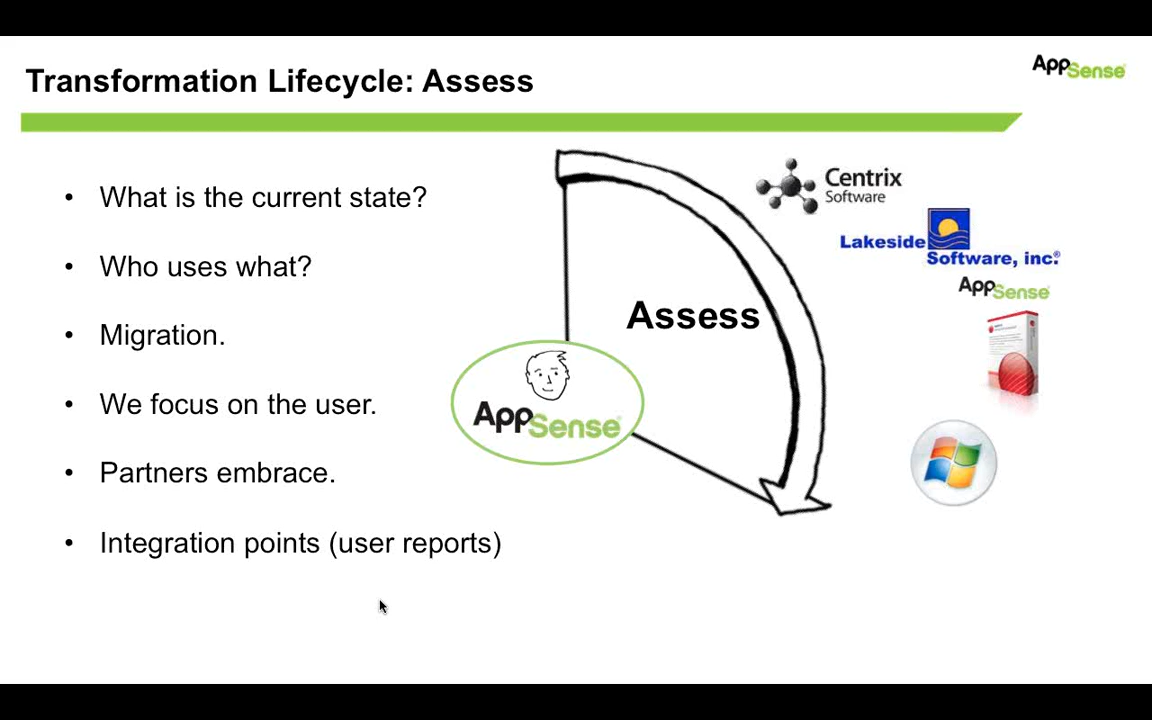 Transformation Lifecycle: Assess
AppSense
• What is the current state?
• Who uses what?
• Migration.
• We focus on the user.
• Partners embrace.
• Integration points (user reports)
Assess
AppSense
Centrix
Software
Lakeside
Software, inc.®
AppSense